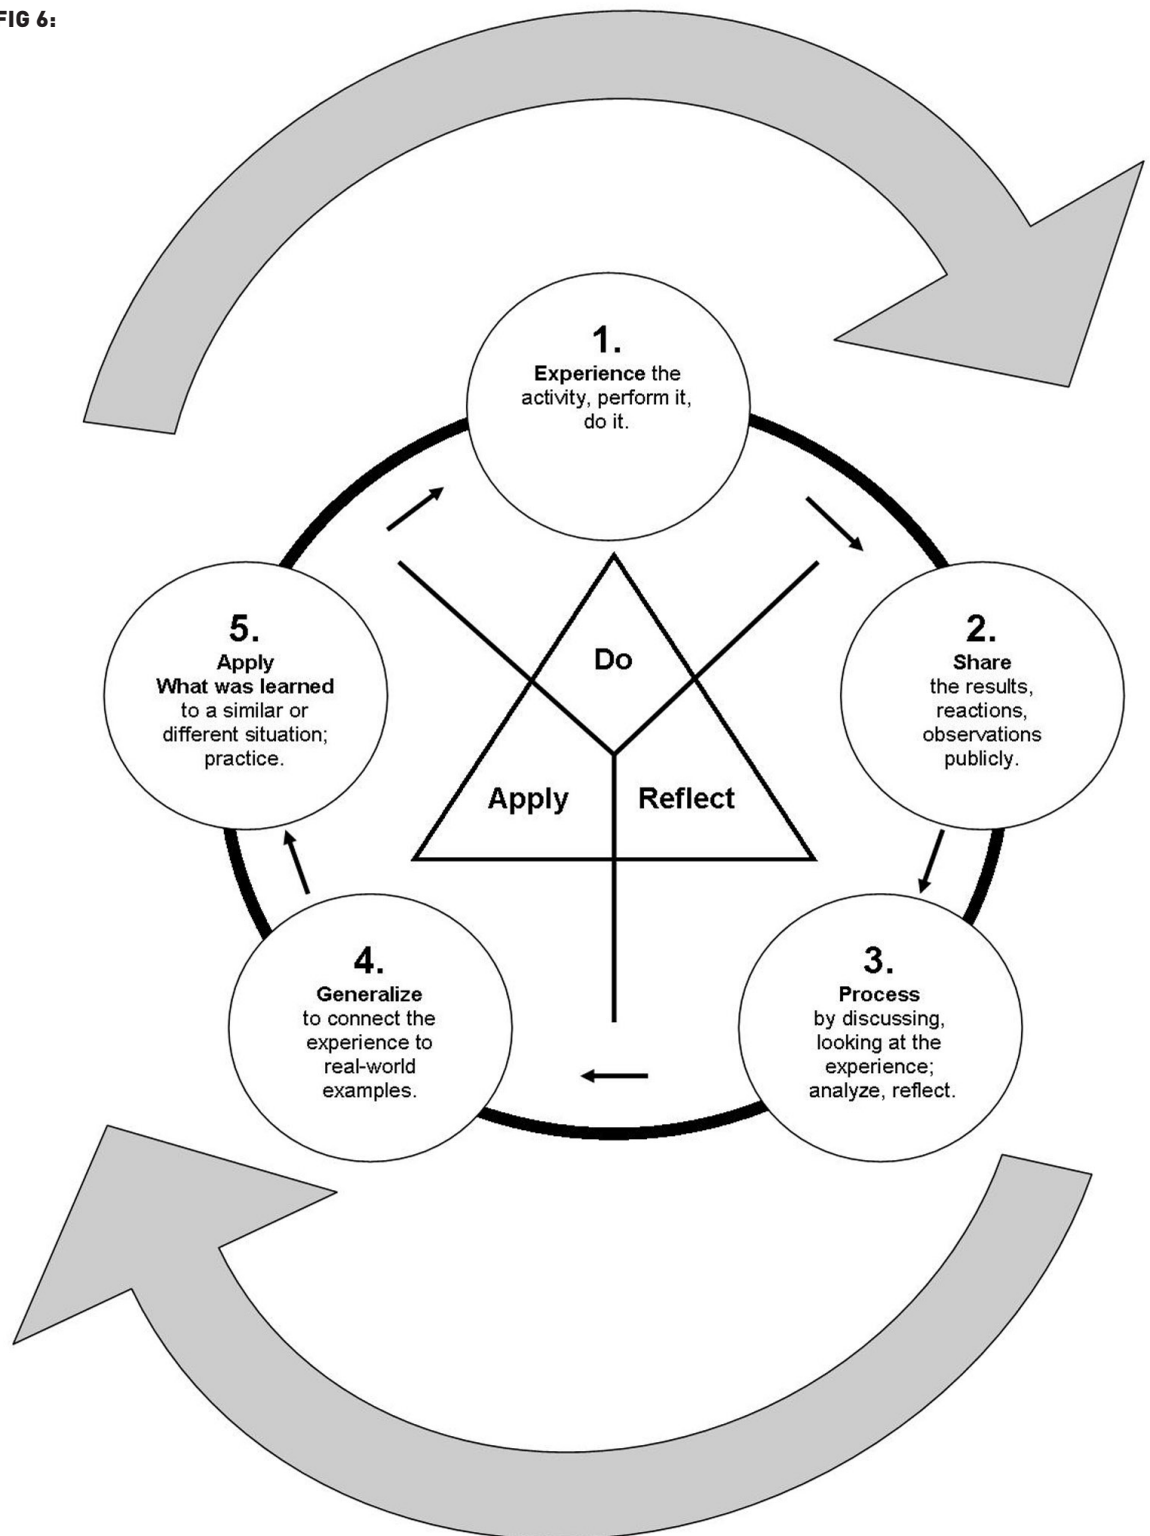 FIG 6:
1.
Experience the
activity, perform it,
do it.
2.
Share
the results,
reactions,
observations
publicly.
3.
Process
by discussing,
looking at the
experience;
analyze, reflect.
4.
Generalize
to connect the
experience to
real-world
examples.
5.
Apply
What was learned
to a similar or
different situation;
practice.
Do
Apply
Reflect